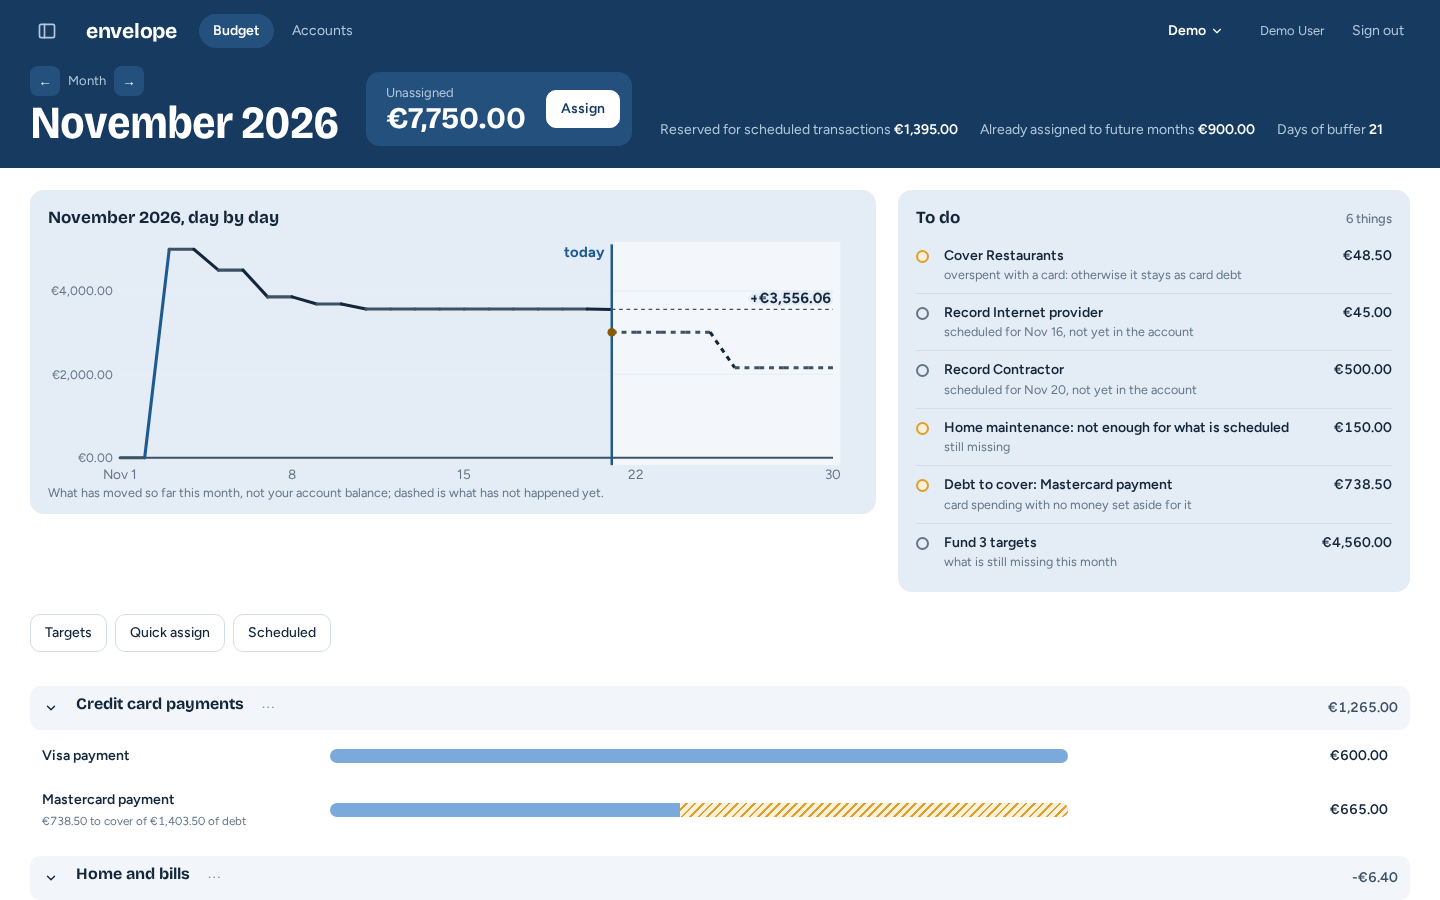 envelope
Budget
Accounts
Demo
Demo User
Sign out
← Month →
November 2026
Unassigned
€7,750.00
Assign
Reserved for scheduled transactions €1,395.00
Already assigned to future months €900.00
Days of buffer 21
November 2026, day by day
today
€4,000.00
+€3,556.06
€2,000.00
€0.00
Nov 1 8 15 22 30
What has moved so far this month, not your account balance; dashed is what has not happened yet.
To do
6 things
Cover Restaurants €48.50
overspent with a card: otherwise it stays as card debt
Record Internet provider €45.00
scheduled for Nov 16, not yet in the account
Record Contractor €500.00
scheduled for Nov 20, not yet in the account
Home maintenance: not enough for what is scheduled €150.00
still missing
Debt to cover: Mastercard payment €738.50
card spending with no money set aside for it
Fund 3 targets €4,560.00
what is still missing this month
Targets
Quick assign
Scheduled
Credit card payments ... €1,265.00
Visa payment €600.00
Mastercard payment €665.00
€738.50 to cover of €1,403.50 of debt
Home and bills ... -€6.40